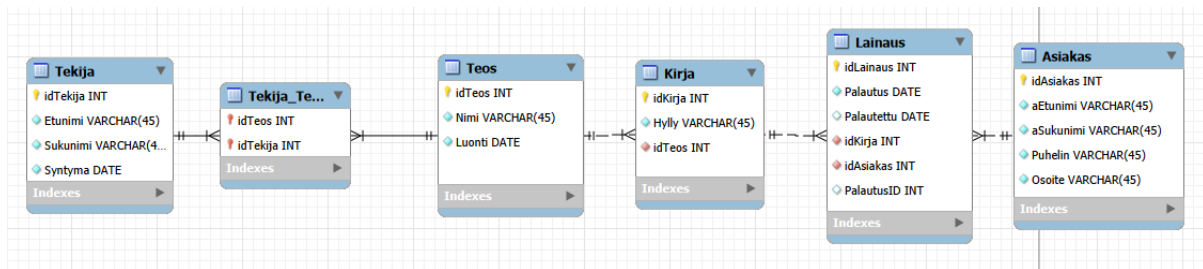 Tekija
idTekija INT
Etunimi VARCHAR(45)
Sukunimi VARCHAR(4...
Syntyma DATE
Indexes
Tekija_Te...
idTeos INT
idTekija INT
Indexes
Teos
idTeos INT
Nimi VARCHAR(45)
Luonti DATE
Indexes
Kirja
idKirja INT
Hylly VARCHAR(45)
idTeos INT
Indexes
Lainaus
idLainaus INT
Palautus DATE
Palautettu DATE
idKirja INT
idAsiakas INT
PalautusID INT
Indexes
Asiakas
idAsiakas INT
aEtunimi VARCHAR(45)
aSukunimi VARCHAR(45)
Puhelin VARCHAR(45)
Osoite VARCHAR(45)
Indexes